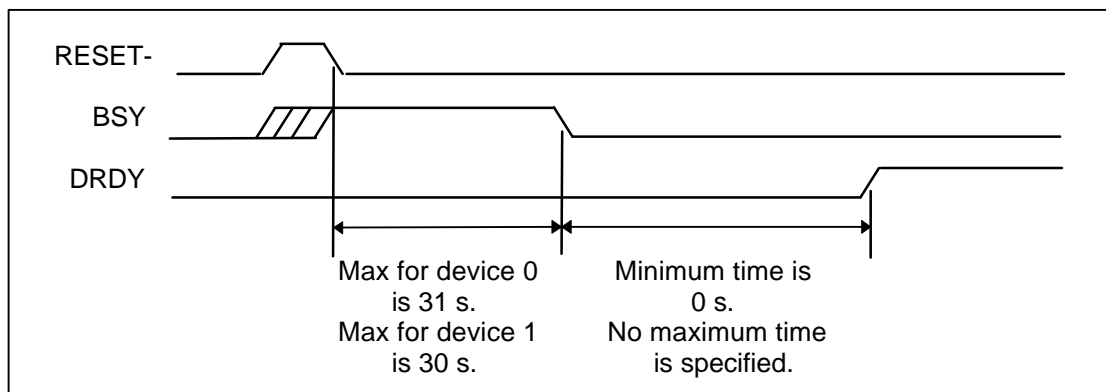 RESET-
BSY
DRDY
Max for device 0
is 31 s.
Max for device 1
is 30 s.
Minimum time is
0 s.
No maximum time
is specified.